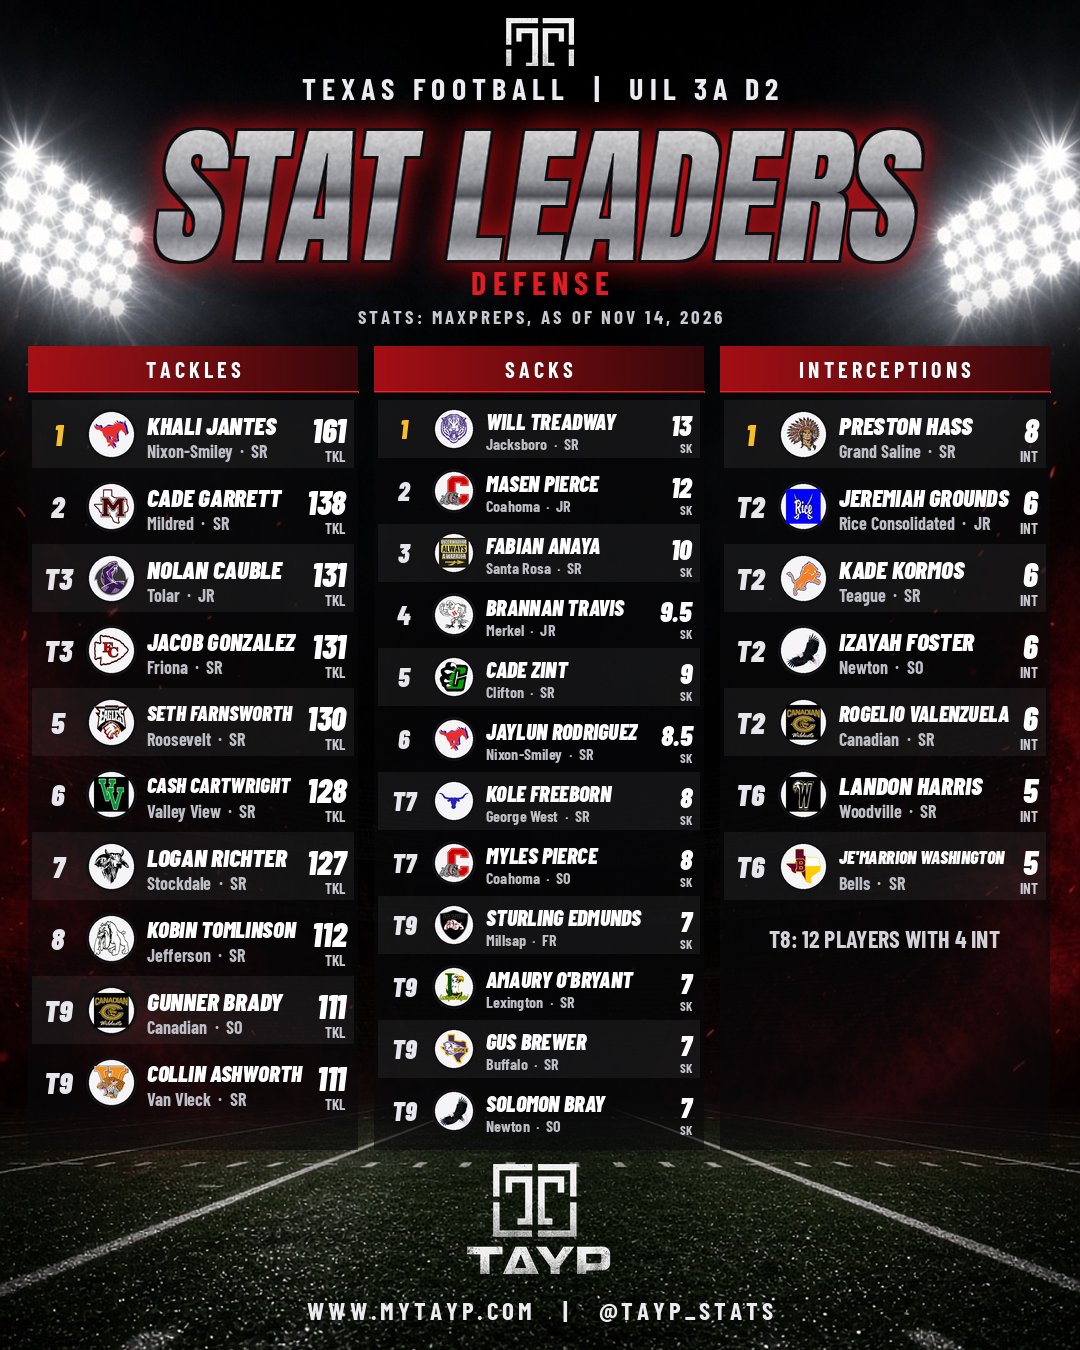 TEXAS FOOTBALL | UIL 3A D2
STAT LEADERS
DEFENSE
STATS: MAXPREPS, AS OF NOV 14, 2026
TACKLES
1 KHALI JANTES 161
Nixon-Smiley · SR TKL
2 CADE GARRETT 138
Mildred · SR TKL
T3 NOLAN CAUBLE 131
Tolar · JR TKL
T3 JACOB GONZALEZ 131
Friona · SR TKL
5 SETH FARNSWORTH 130
Roosevelt · SR TKL
6 CASH CARTWRIGHT 128
Valley View · SR TKL
7 LOGAN RICHTER 127
Stockdale · SR TKL
8 KOBIN TOMLINSON 112
Jefferson · SR TKL
T9 GUNNER BRADY 111
Canadian · SO TKL
T9 COLLIN ASHWORTH 111
Van Vleck · SR TKL
SACKS
1 WILL TREADWAY 13
Jacksboro · SR SK
2 MASEN PIERCE 12
Coahoma · JR SK
3 FABIAN ANAYA 10
Santa Rosa · SR SK
4 BRANNAN TRAVIS 9.5
Merkel · JR SK
5 CADE ZINT 9
Clifton · SR SK
6 JAYLUN RODRIGUEZ 8.5
Nixon-Smiley · SR SK
T7 KOLE FREEBORN 8
George West · SR SK
T7 MYLES PIERCE 8
Coahoma · SO SK
T9 STURLING EDMUNDS 7
Millsap · FR SK
T9 AMAURY O'BRYANT 7
Lexington · SR SK
T9 GUS BREWER 7
Buffalo · SR SK
T9 SOLOMON BRAY 7
Newton · SO SK
INTERCEPTIONS
1 PRESTON HASS 8
Grand Saline · SR INT
T2 JEREMIAH GROUNDS 6
Rice Consolidated · JR INT
T2 KADE KORMOS 6
Teague · SR INT
T2 IZAYAH FOSTER 6
Newton · SO INT
T2 ROGELIO VALENZUELA 6
Canadian · SR INT
T6 LANDON HARRIS 5
Woodville · SR INT
T6 JE'MARRION WASHINGTON 5
Bells · SR INT
T8: 12 PLAYERS WITH 4 INT
TAYP
WWW.MYTAYP.COM | @TAYP_STATS